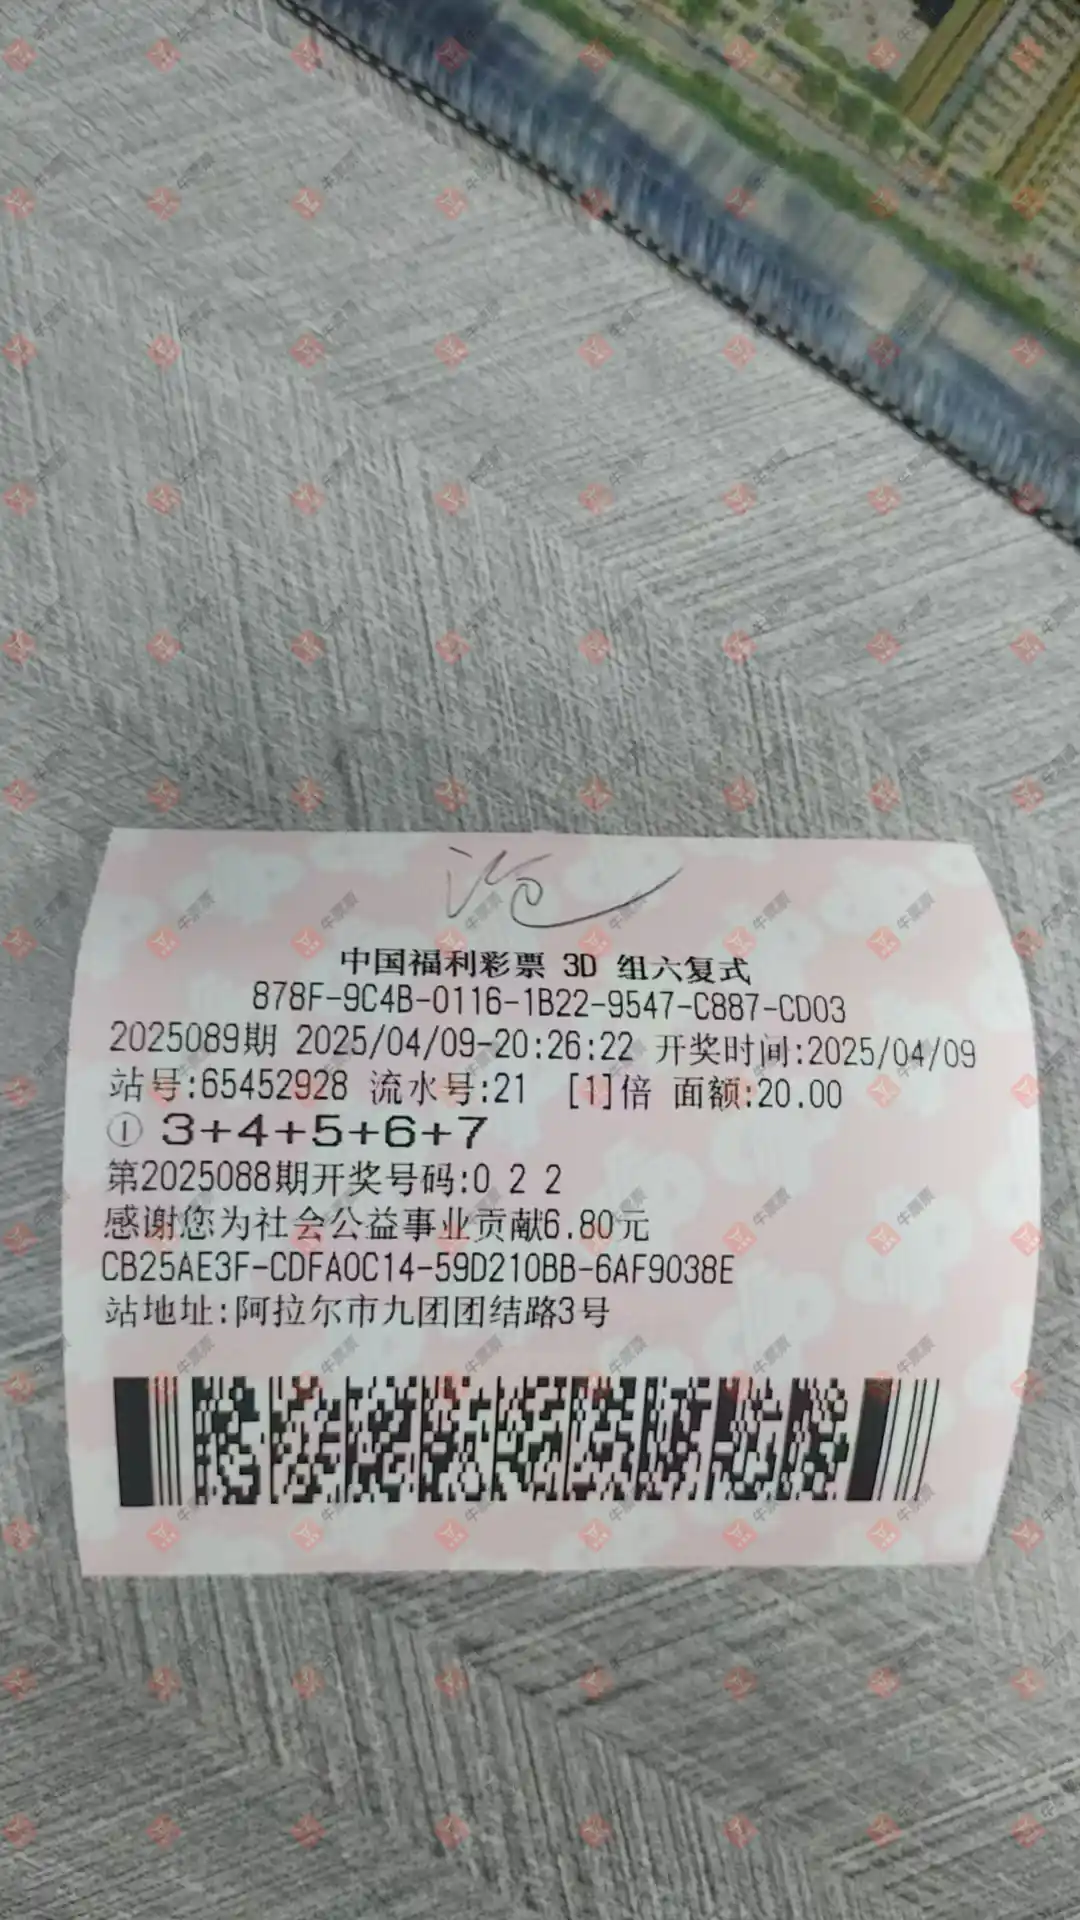 中国福利彩票 3D 组六复式
878F-9C4B-0116-1B22-9547-C887-CD03
2025089期 2025/04/09-20:26:22 开奖时间:2025/04/09
站号:65452928 流水号:21 [1]倍 面额:20.00
① 3+4+5+6+7
第2025088期开奖号码:0 2 2
感谢您为社会公益事业贡献6.80元
CB25AE3F-CDFA0C14-59D210BB-6AF9038E
站地址:阿拉尔市九团团结路3号